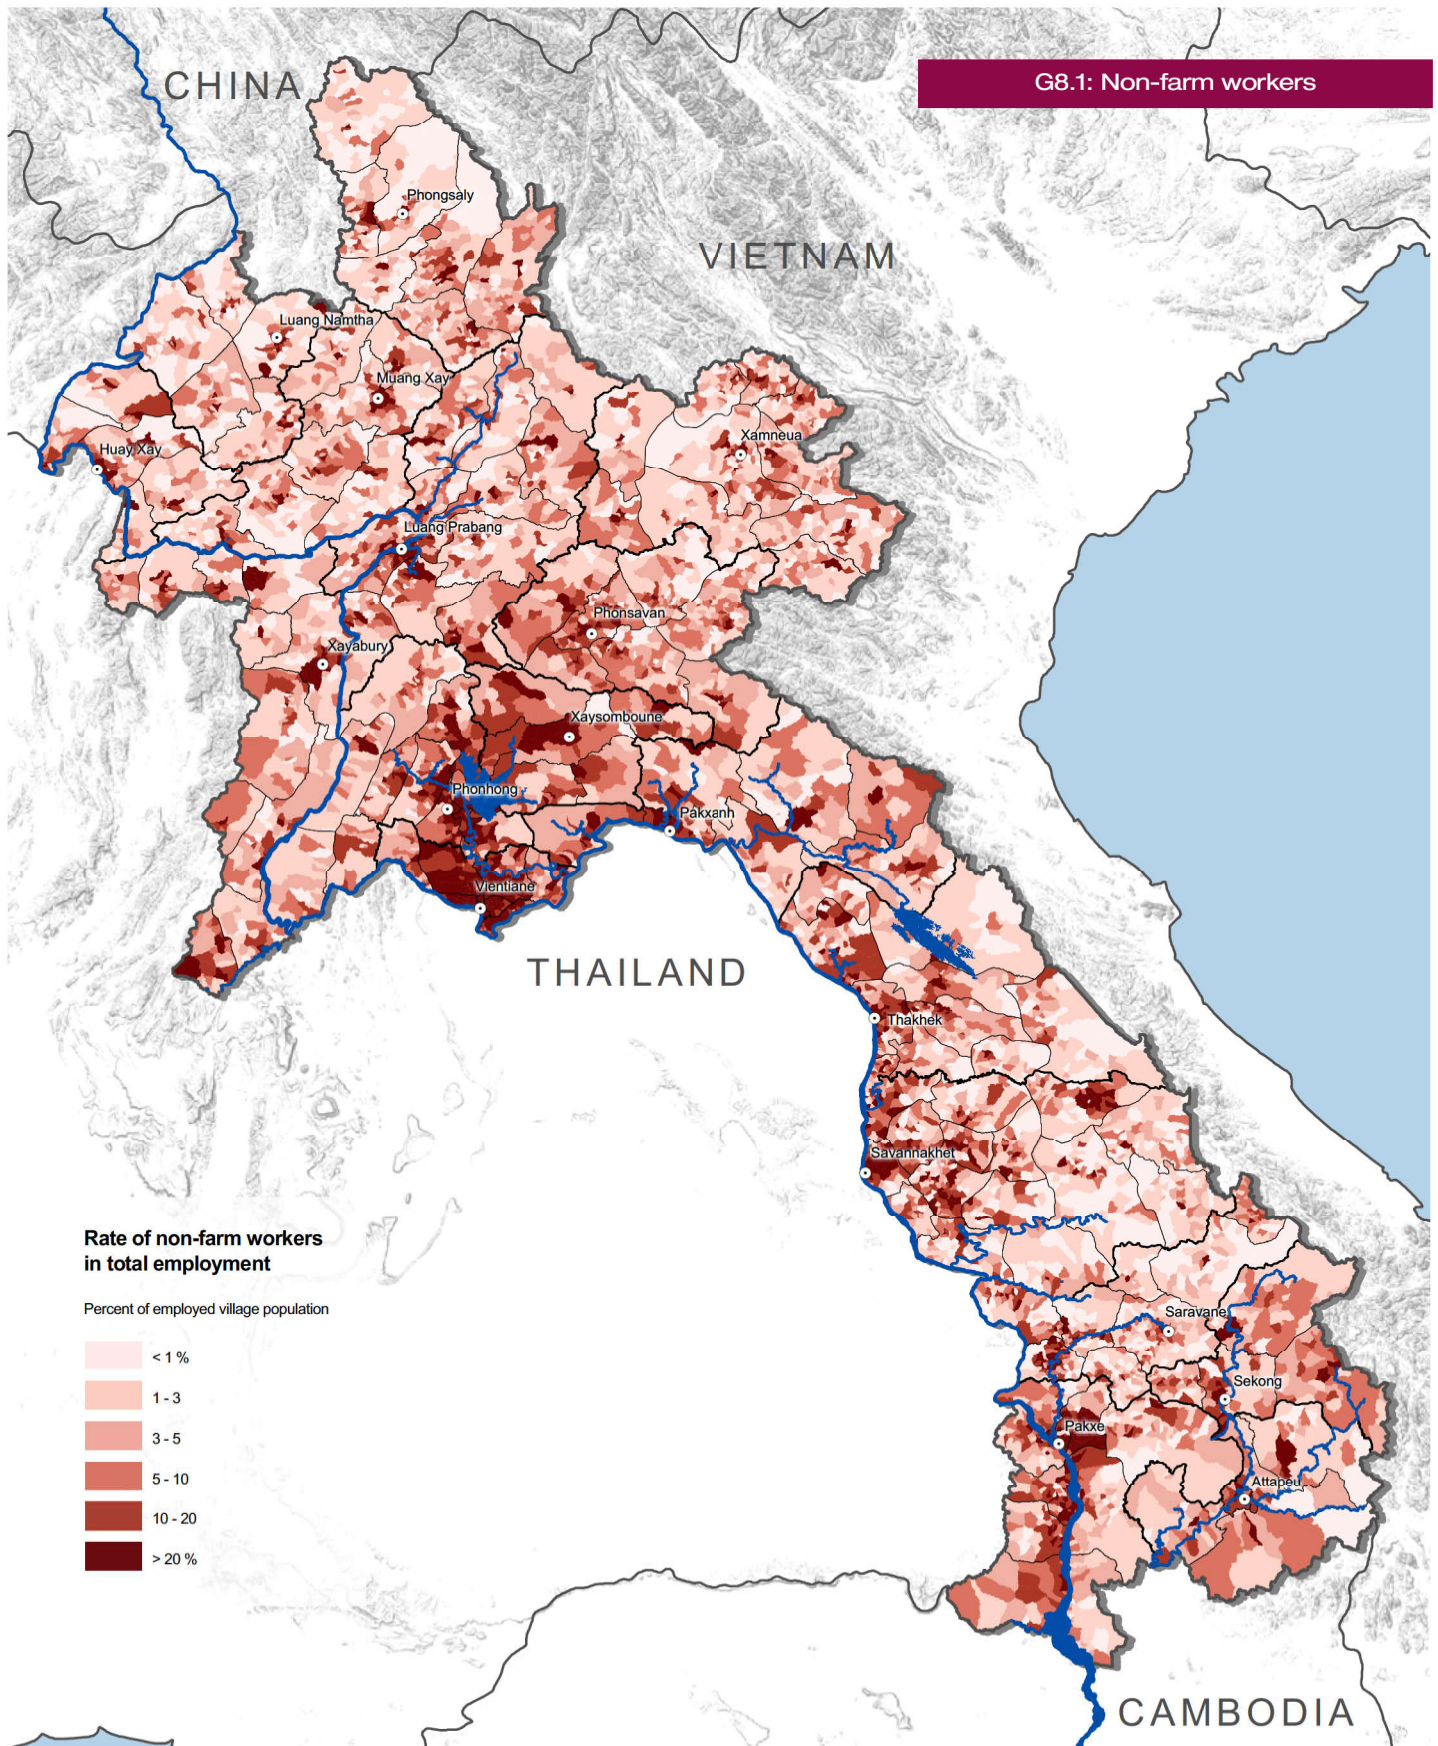 CHINA
G8.1: Non-farm workers
Phongsaly
VIETNAM
Luang Namtha
Muang Xay
Xamneua
Huay Xay
Luang Prabang
Phonsavan
Xayabury
Xaysomboune
Phonhong
Pakxanh
Vientiane
THAILAND
Thakhek
Savannakhet
Rate of non-farm workers
in total employment
Percent of employed village population
< 1 %
1 - 3
3 - 5
5 - 10
10 - 20
> 20 %
Saravane
Sekong
Pakxe
Attapeu
CAMBODIA